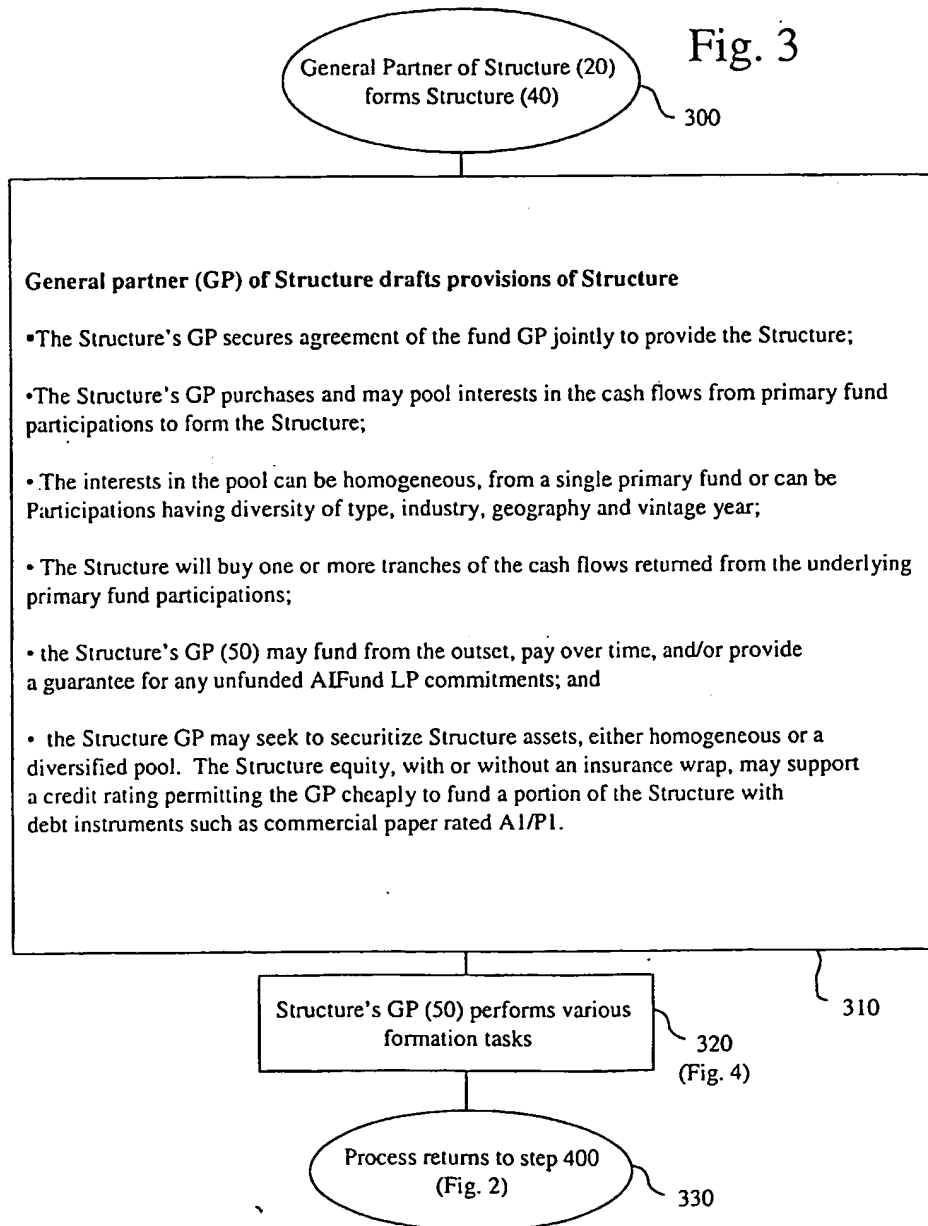 Fig. 3
General Partner of Structure (20)
forms Structure (40)
300
General partner (GP) of Structure drafts provisions of Structure
•The Structure's GP secures agreement of the fund GP jointly to provide the Structure;
•The Structure's GP purchases and may pool interests in the cash flows from primary fund
participations to form the Structure;
• The interests in the pool can be homogeneous, from a single primary fund or can be
Participations having diversity of type, industry, geography and vintage year;
• The Structure will buy one or more tranches of the cash flows returned from the underlying
primary fund participations;
• the Structure's GP (50) may fund from the outset, pay over time, and/or provide
a guarantee for any unfunded AIFund LP commitments; and
• the Structure GP may seek to securitize Structure assets, either homogeneous or a
diversified pool. The Structure equity, with or without an insurance wrap, may support
a credit rating permitting the GP cheaply to fund a portion of the Structure with
debt instruments such as commercial paper rated A1/P1.
310
Structure's GP (50) performs various
formation tasks
320
(Fig. 4)
Process returns to step 400
(Fig. 2)
330